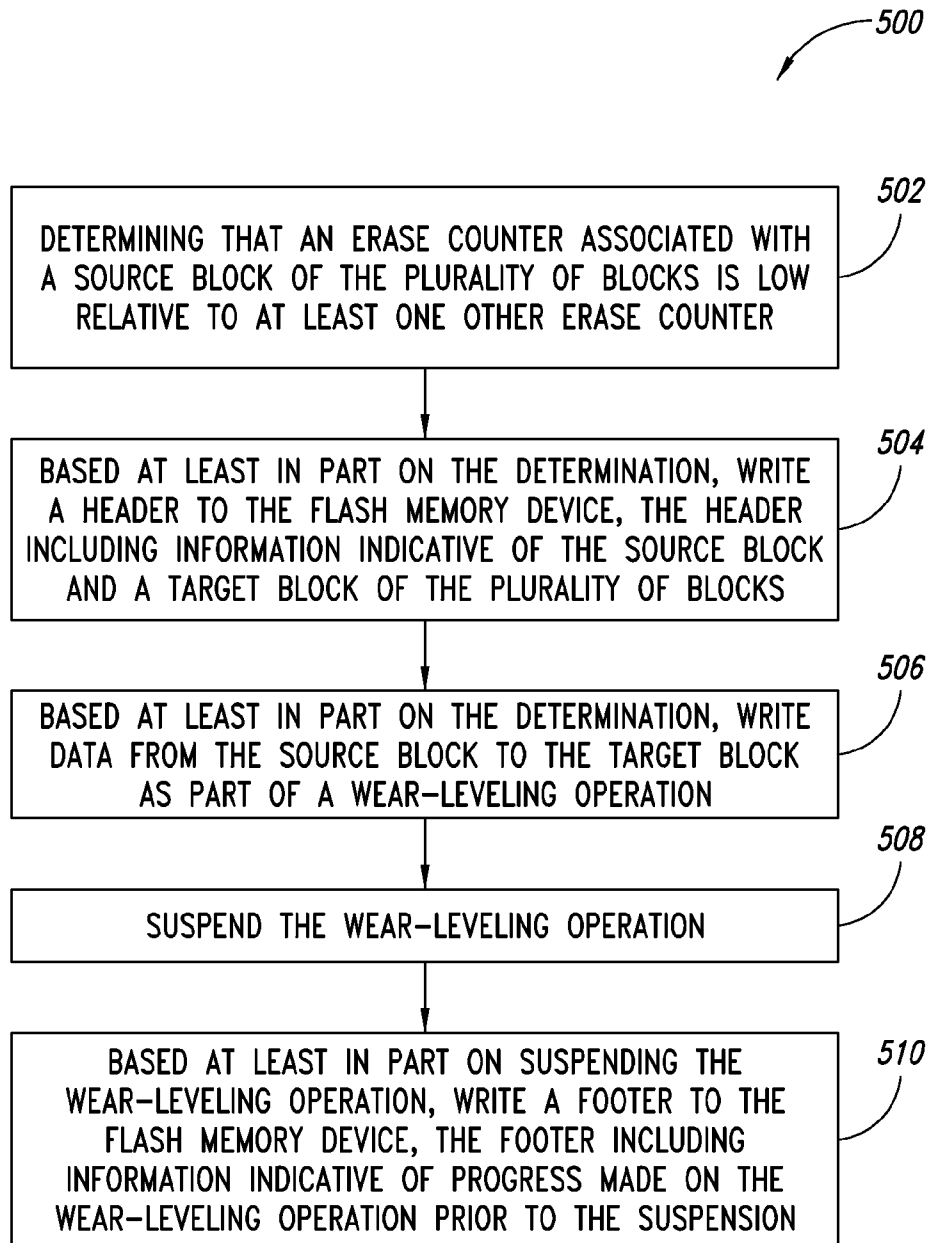 500
502
DETERMINING THAT AN ERASE COUNTER ASSOCIATED WITH
A SOURCE BLOCK OF THE PLURALITY OF BLOCKS IS LOW
RELATIVE TO AT LEAST ONE OTHER ERASE COUNTER
504
BASED AT LEAST IN PART ON THE DETERMINATION, WRITE
A HEADER TO THE FLASH MEMORY DEVICE, THE HEADER
INCLUDING INFORMATION INDICATIVE OF THE SOURCE BLOCK
AND A TARGET BLOCK OF THE PLURALITY OF BLOCKS
506
BASED AT LEAST IN PART ON THE DETERMINATION, WRITE
DATA FROM THE SOURCE BLOCK TO THE TARGET BLOCK
AS PART OF A WEAR-LEVELING OPERATION
508
SUSPEND THE WEAR-LEVELING OPERATION
510
BASED AT LEAST IN PART ON SUSPENDING THE
WEAR-LEVELING OPERATION, WRITE A FOOTER TO THE
FLASH MEMORY DEVICE, THE FOOTER INCLUDING
INFORMATION INDICATIVE OF PROGRESS MADE ON THE
WEAR-LEVELING OPERATION PRIOR TO THE SUSPENSION